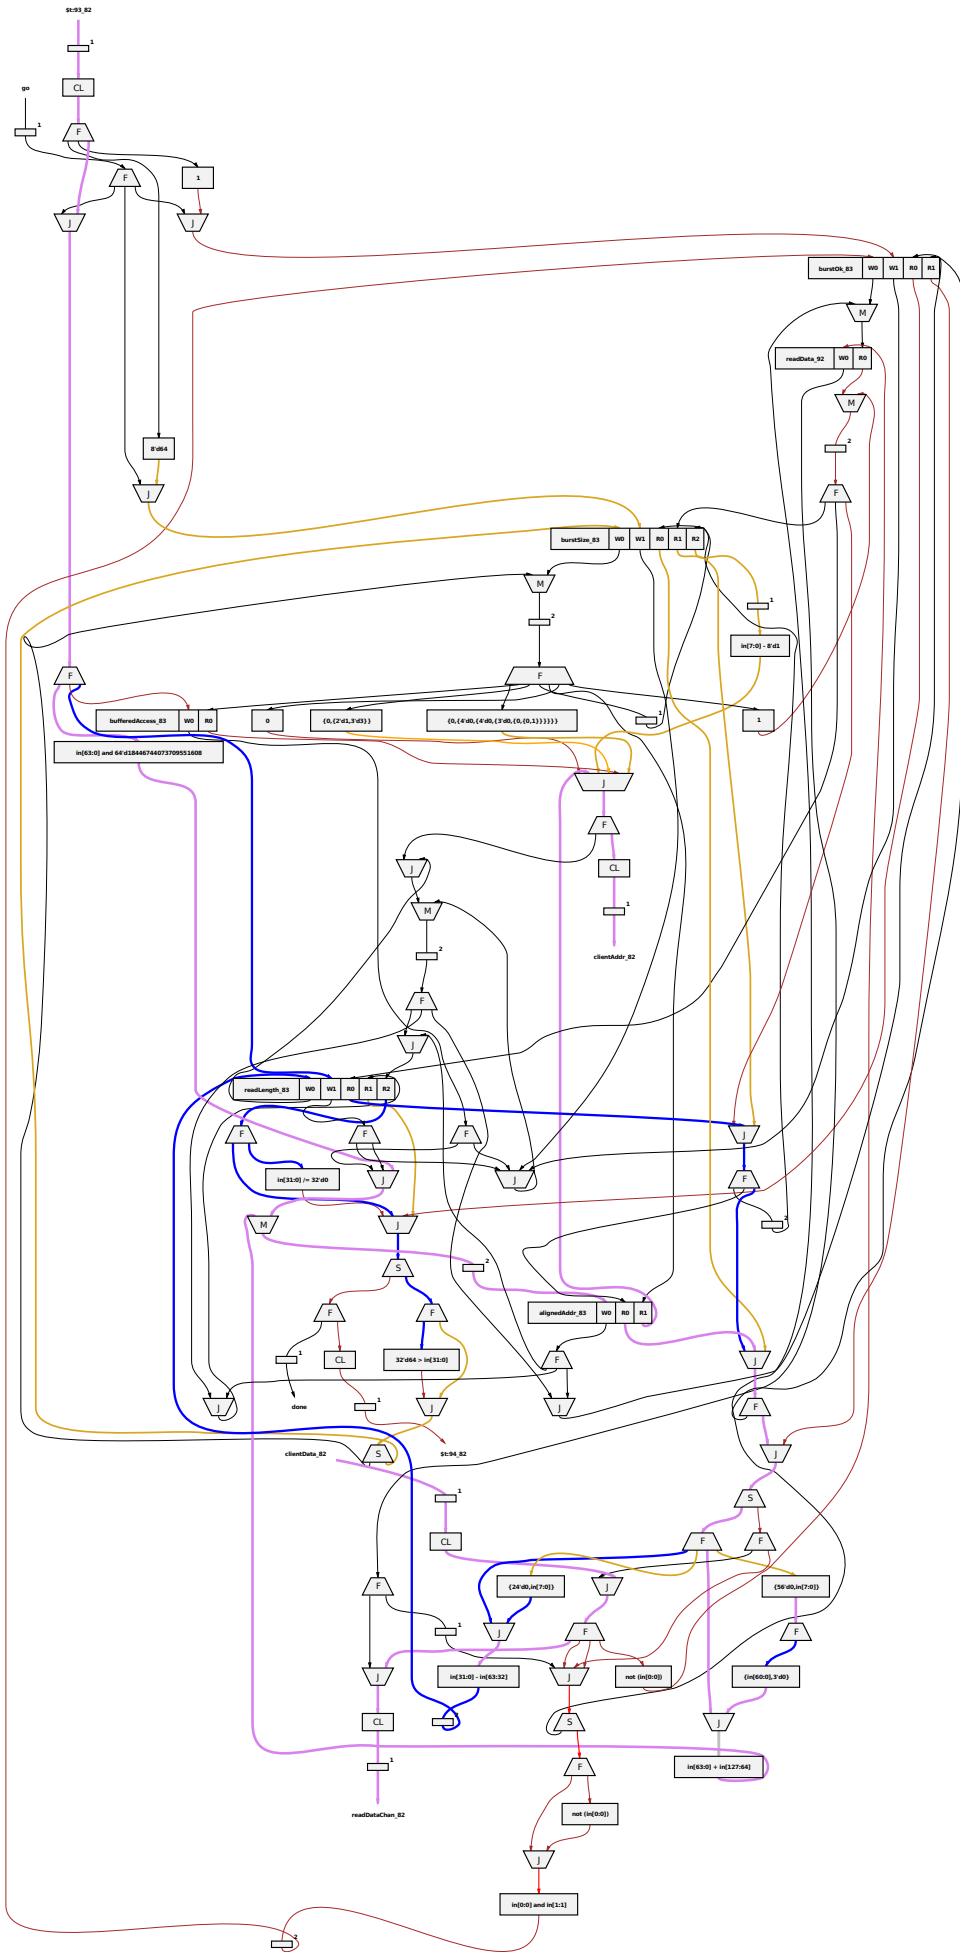 $t:93_82
1
CL
go
1
F
F
1
J
J
burstOk_83 W0 W1 R0 R1
M
readData_92 W0 R0
M
8'd64
2
J
F
burstSize_83 W0 W1 R0 R1 R2
M
1
2
in[7:0] - 8'd1
F
F
bufferedAccess_83 W0 R0
0
{0,{2'd1,3'd3}}
{0,{4'd0,{4'd0,{3'd0,{0,{0,1}}}}}}
1
1
in[63:0] and 64'd18446744073709551608
J
F
J
CL
M
1
2
clientAddr_82
F
J
readLength_83 W0 W1 R0 R1 R2
F
F
F
J
in[31:0] /= 32'd0
J
J
F
M
J
2
S
2
alignedAddr_83 W0 R0 R1
F
F
1
CL
32'd64 > in[31:0]
F
J
done
1
J
J
J
F
clientData_82
S
$t:94_82
J
1
S
CL
F
F
F
{24'd0,in[7:0]}
J
{56'd0,in[7:0]}
1
J
F
F
J
in[31:0] - in[63:32]
J
not (in[0:0])
{in[60:0],3'd0}
CL
1
S
J
1
F
in[63:0] + in[127:64]
readDataChan_82
not (in[0:0])
J
in[0:0] and in[1:1]
2